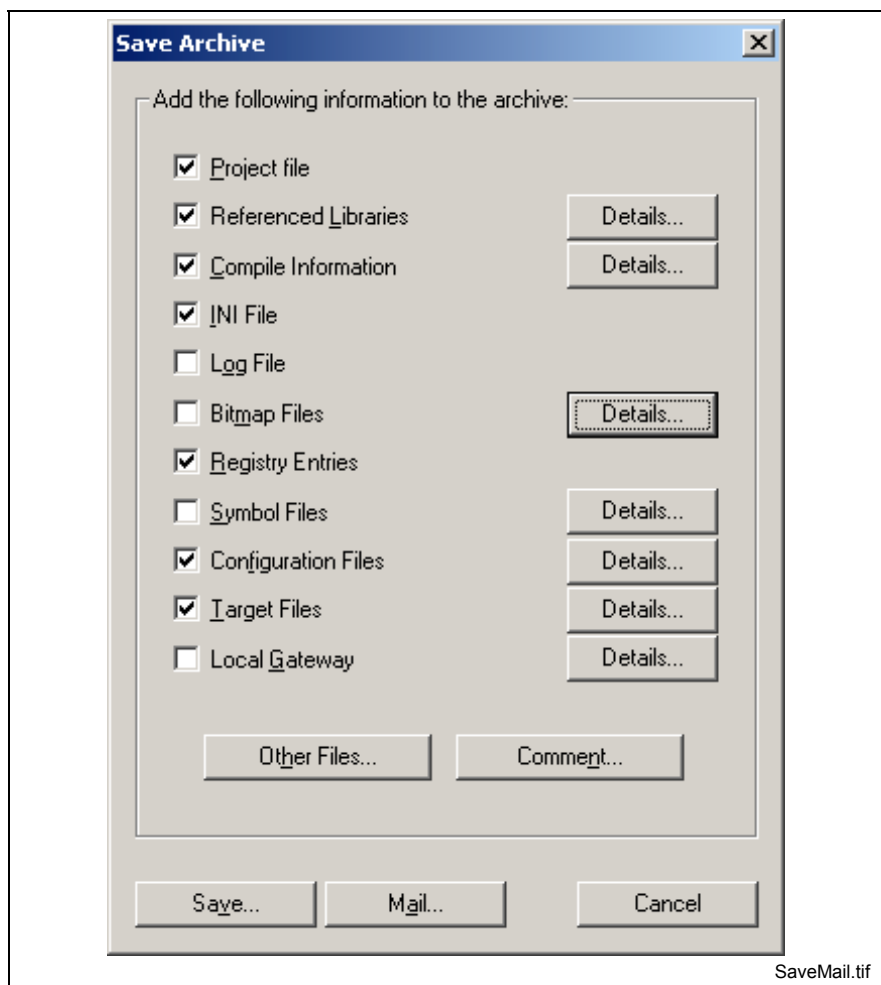 Save Archive
Add the following information to the archive:
Project file
Referenced Libraries Details...
Compile Information Details...
INI File
Log File
Bitmap Files Details...
Registry Entries
Symbol Files Details...
Configuration Files Details...
Target Files Details...
Local Gateway Details...
Other Files... Comment...
Save... Mail... Cancel
SaveMail.tif